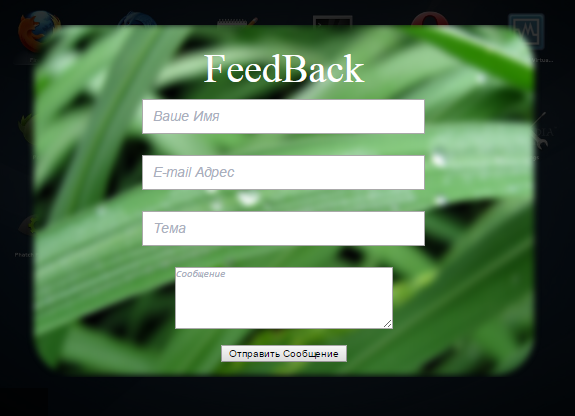 FeedBack
Ваше Имя
E-mail Адрес
Тема
Сообщение
Отправить Сообщение